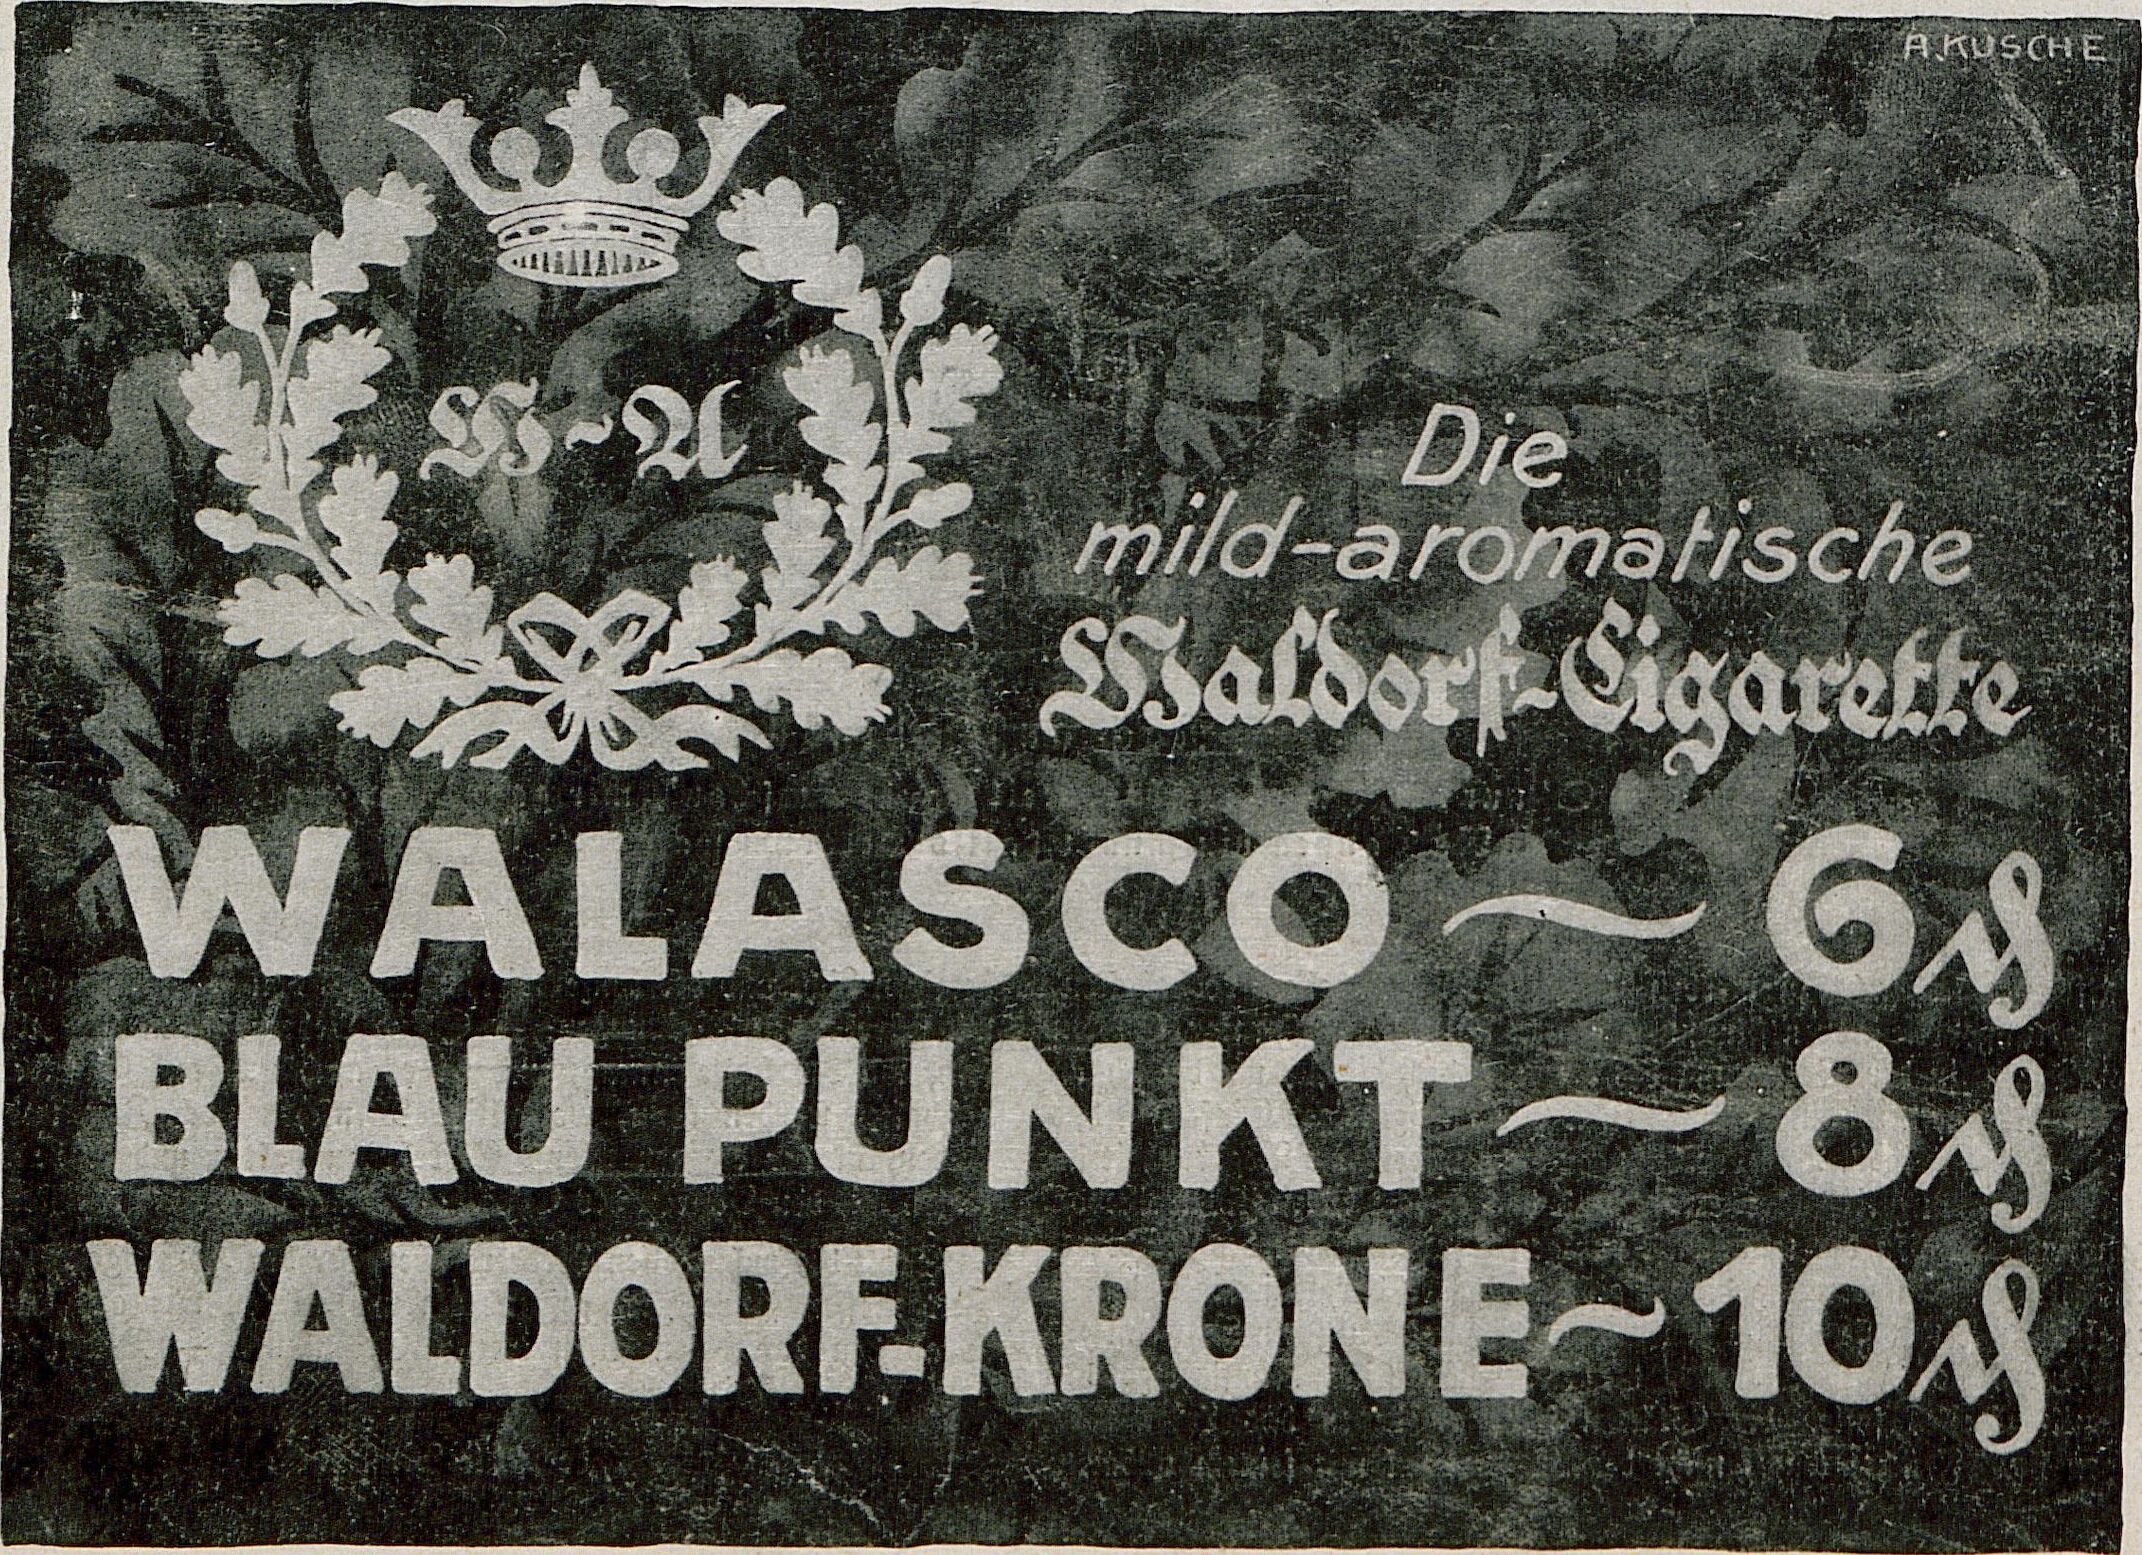 A. KUSCHE
W-A
Die
mild-aromatische
Waldorf-Cigarette
WALASCO ~ 6 ₰
BLAU PUNKT ~ 8 ₰
WALDORF-KRONE ~ 10 ₰